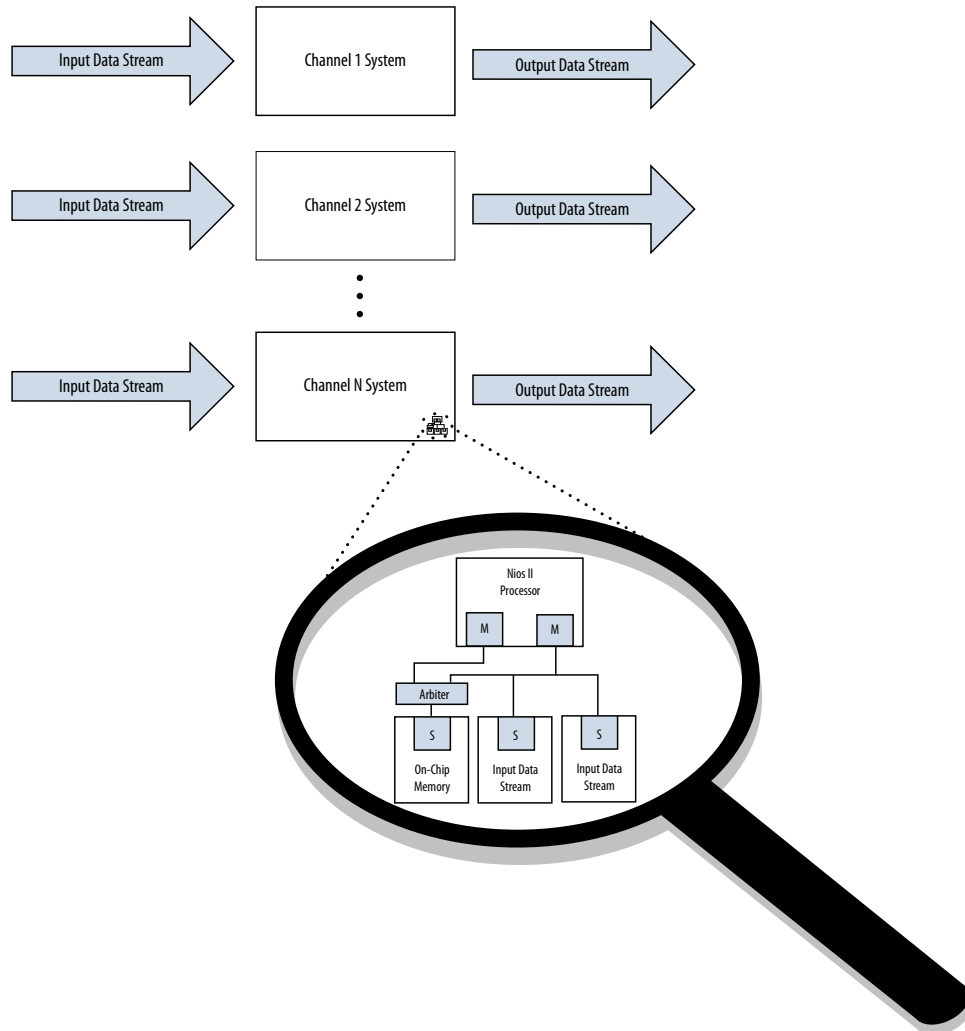 Input Data Stream
Channel 1 System
Output Data Stream
Input Data Stream
Channel 2 System
Output Data Stream
Input Data Stream
Channel N System
Output Data Stream
Nios II
Processor
M
M
Arbiter
S
S
S
On-Chip
Memory
Input Data
Stream
Input Data
Stream